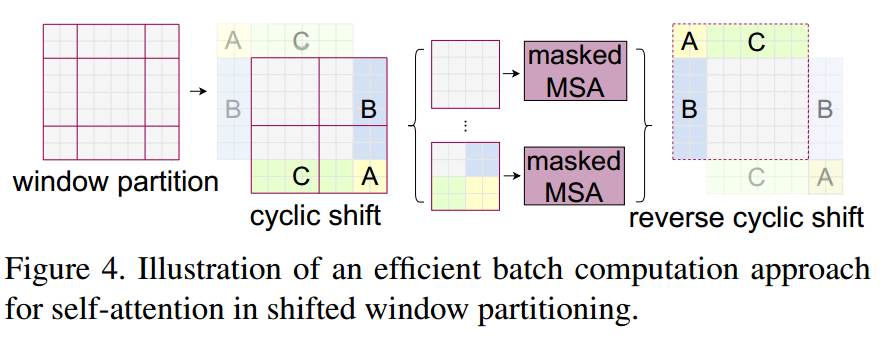 A
C
B
B
C
A
window partition
cyclic shift
masked
MSA
...
masked
MSA
A
C
B
B
C
A
reverse cyclic shift
Figure 4. Illustration of an efficient batch computation approach
for self-attention in shifted window partitioning.